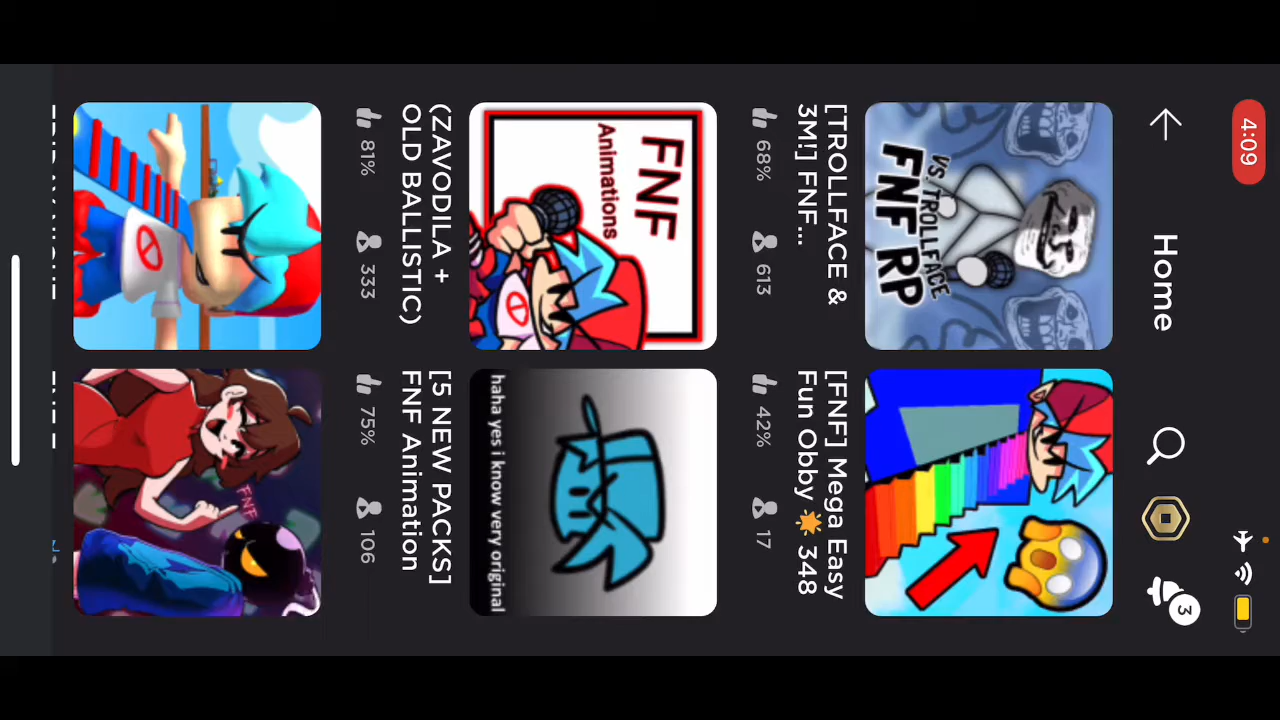 4:09
Home
3
VS TROLLFACE
FNF RP
[TROLLFACE &
3M!] FNF...
68%
613
[FNF] Mega Easy
Fun Obby 🌟 348
42%
17
FNF
Animations
(ZAVODILA +
OLD BALLISTIC)
81%
333
haha yes i know very original
[5 NEW PACKS]
FNF Animation
75%
106
FNF